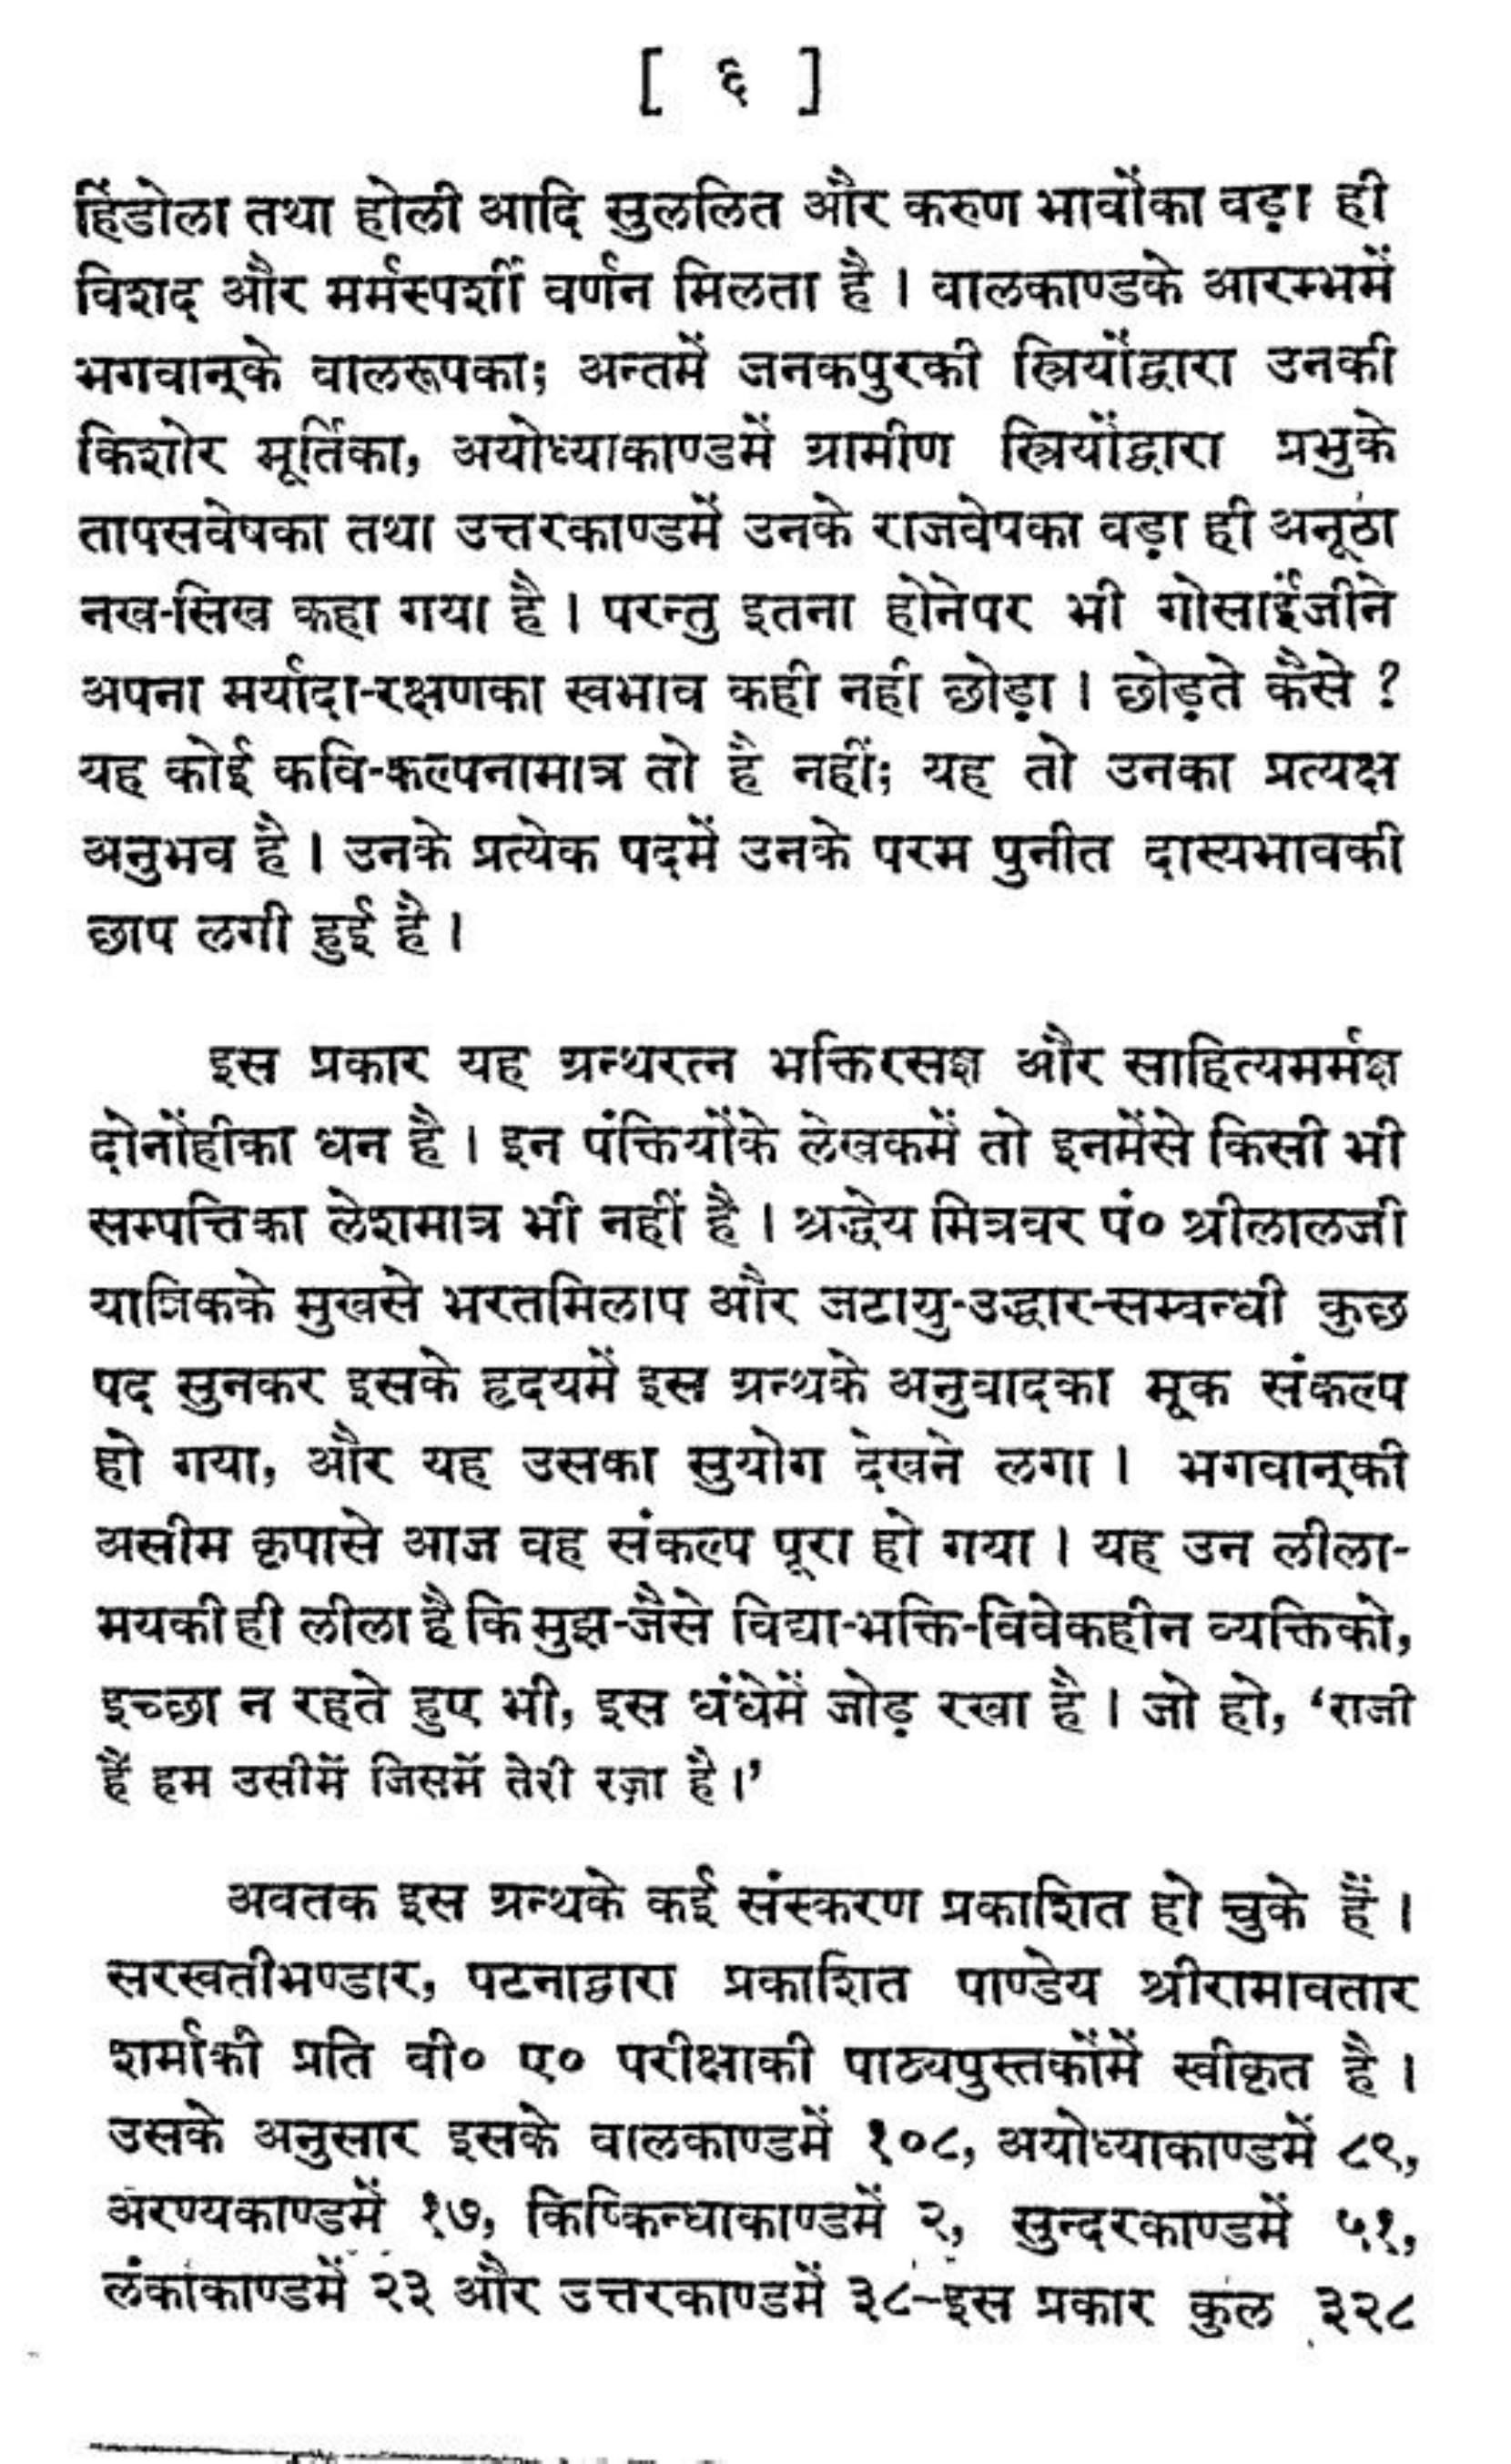 [ ६ ]
हिंडोला तथा होली आदि सुललित और करुण भावोंका वड़ा ही
विशद और मर्मस्पर्शी वर्णन मिलता है । वालकाण्डके आरम्भमें
भगवान्‌के वालरूपका; अन्तमें जनकपुरकी स्त्रियोंद्वारा उनकी
किशोर मूर्तिका, अयोध्याकाण्डमें ग्रामीण स्त्रियोंद्वारा प्रभुके
तापसवेषका तथा उत्तरकाण्डमें उनके राजवेपका वड़ा ही अनूठा
नख-सिख कहा गया है । परन्तु इतना होनेपर भी गोसाईंजीने
अपना मर्यादा-रक्षणका स्वभाव कही नहीं छोड़ा । छोड़ते कैसे ?
यह कोई कवि-कल्पनामात्र तो है नहीं; यह तो उनका प्रत्यक्ष
अनुभव है । उनके प्रत्येक पदमें उनके परम पुनीत दास्यभावकी
छाप लगी हुई है ।
इस प्रकार यह ग्रन्थरत्न भक्तिरसज्ञ और साहित्यमर्मज्ञ
दोनोंहीका धन है । इन पंक्तियोंके लेखकमें तो इनमेंसे किसी भी
सम्पत्तिका लेशमात्र भी नहीं है । श्रद्धेय मित्रवर पं० श्रीलालजी
याज्ञिकके मुखसे भरतमिलाप और जटायु-उद्धार-सम्वन्धी कुछ
पद सुनकर इसके हृदयमें इस ग्रन्थके अनुवादका मूक संकल्प
हो गया, और यह उसका सुयोग देखने लगा । भगवान्‌की
असीम कृपासे आज वह संकल्प पूरा हो गया । यह उन लीला-
मयकी ही लीला है कि मुझ-जैसे विद्या-भक्ति-विवेकहीन व्यक्तिको,
इच्छा न रहते हुए भी, इस धंधेमें जोड़ रखा है । जो हो, ‘राजी
हैं हम उसीमें जिसमें तेरी रज़ा है ।’
अवतक इस ग्रन्थके कई संस्करण प्रकाशित हो चुके हैं ।
सरस्वतीभण्डार, पटनाद्वारा प्रकाशित पाण्डेय श्रीरामावतार
शर्माकी प्रति वी० ए० परीक्षाकी पाठ्यपुस्तकोंमें स्वीकृत है ।
उसके अनुसार इसके वालकाण्डमें १०८, अयोध्याकाण्डमें ८९,
अरण्यकाण्डमें १७, किष्किन्धाकाण्डमें २, सुन्दरकाण्डमें ५१,
लंकाकाण्डमें २३ और उत्तरकाण्डमें ३८–इस प्रकार कुल ३२८